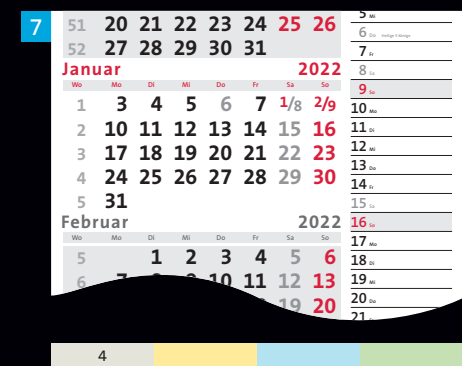 7
51 20 21 22 23 24 25 26
52 27 28 29 30 31
Januar 2022
Wo Mo Di Mi Do Fr Sa So
1 3 4 5 6 7 1/8 2/9
2 10 11 12 13 14 15 16
3 17 18 19 20 21 22 23
4 24 25 26 27 28 29 30
5 31
Februar 2022
Wo Mo Di Mi Do Fr Sa So
5 1 2 3 4 5 6
6 10 11 12 13
19 20
5 Mi
6 Do Heilige 3 Könige
7 Fr
8 Sa
9 So
10 Mo
11 Di
12 Mi
13 Do
14 Fr
15 Sa
16 So
17 Mo
18 Di
19 Mi
20 Do
21
4